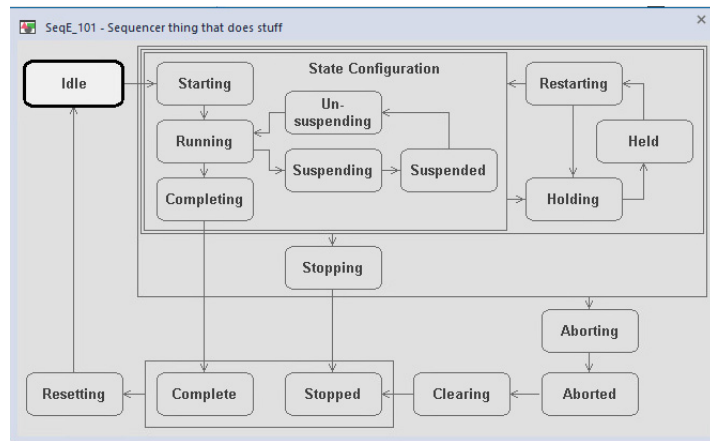 SeqE_101 - Sequencer thing that does stuff
Idle
Starting
State Configuration
Restarting
Un-
suspending
Running
Held
Suspending
Suspended
Completing
Holding
Stopping
Aborting
Resetting
Complete
Stopped
Clearing
Aborted